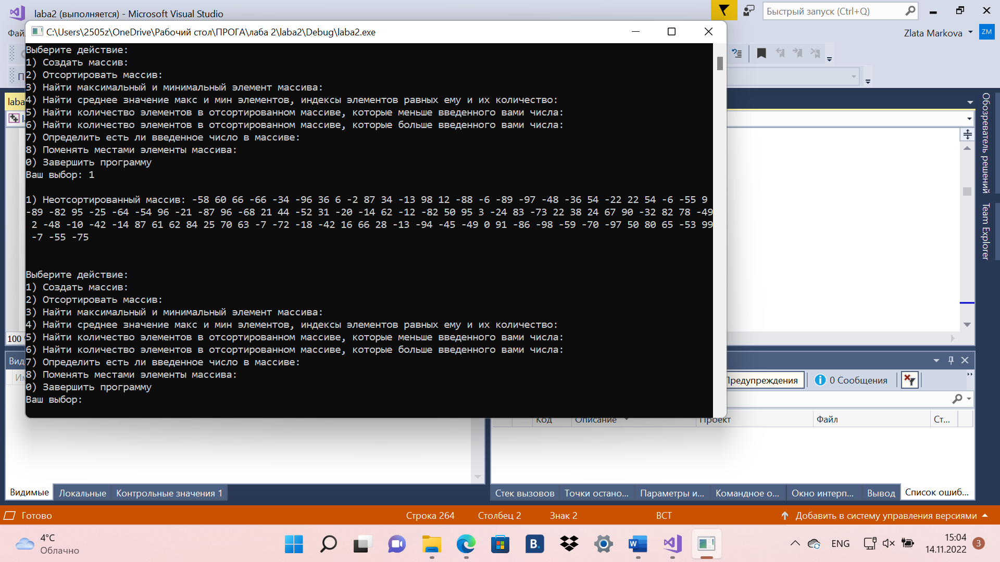 laba2 (выполняется) - Microsoft Visual Studio
Быстрый запуск (Ctrl+Q)
Zlata Markova
ZM
C:\Users\2505z\OneDrive\Рабочий стол\ПРОГА\лаба 2\laba2\Debug\laba2.exe
Выберите действие:
1) Создать массив:
2) Отсортировать массив:
3) Найти максимальный и минимальный элемент массива:
4) Найти среднее значение макс и мин элементов, индексы элементов равных ему и их количество:
5) Найти количество элементов в отсортированном массиве, которые меньше введенного вами числа:
6) Найти количество элементов в отсортированном массиве, которые больше введенного вами числа:
7) Определить есть ли введенное число в массиве:
8) Поменять местами элементы массива:
0) Завершить программу
Ваш выбор: 1
1) Неотсортированный массив: -58 60 66 -66 -34 -96 36 6 -2 87 34 -13 98 12 -88 -6 -89 -97 -48 -36 54 -22 22 54 -6 -55 9
-89 -82 95 -25 -64 -54 96 -21 -87 96 -68 21 44 -52 31 -20 -14 62 -12 -82 50 95 3 -24 83 -73 22 38 24 67 90 -32 82 78 -49
2 -48 -10 -42 -14 87 61 62 84 25 70 63 -7 -72 -18 -42 16 66 28 -13 -94 -45 -49 0 91 -86 -98 -59 -70 -97 50 80 65 -53 99
-7 -55 -75
Выберите действие:
1) Создать массив:
2) Отсортировать массив:
3) Найти максимальный и минимальный элемент массива:
4) Найти среднее значение макс и мин элементов, индексы элементов равных ему и их количество:
5) Найти количество элементов в отсортированном массиве, которые меньше введенного вами числа:
6) Найти количество элементов в отсортированном массиве, которые больше введенного вами числа:
7) Определить есть ли введенное число в массиве:
8) Поменять местами элементы массива:
0) Завершить программу
Ваш выбор:
laba
100
Обозреватель решений
Team Explorer
Предупреждения
0 Сообщения
Код Описание Проект Файл Ст...
Видимые Локальные Контрольные значения 1
Стек вызовов Точки остано... Параметры и... Командное о... Окно интерп... Вывод Список ошиб...
Готово Строка 264 Столбец 2 Знак 2 ВСТ Добавить в систему управления версиями
4°C
Облачно
B.
W
ENG
15:04
14.11.2022
3